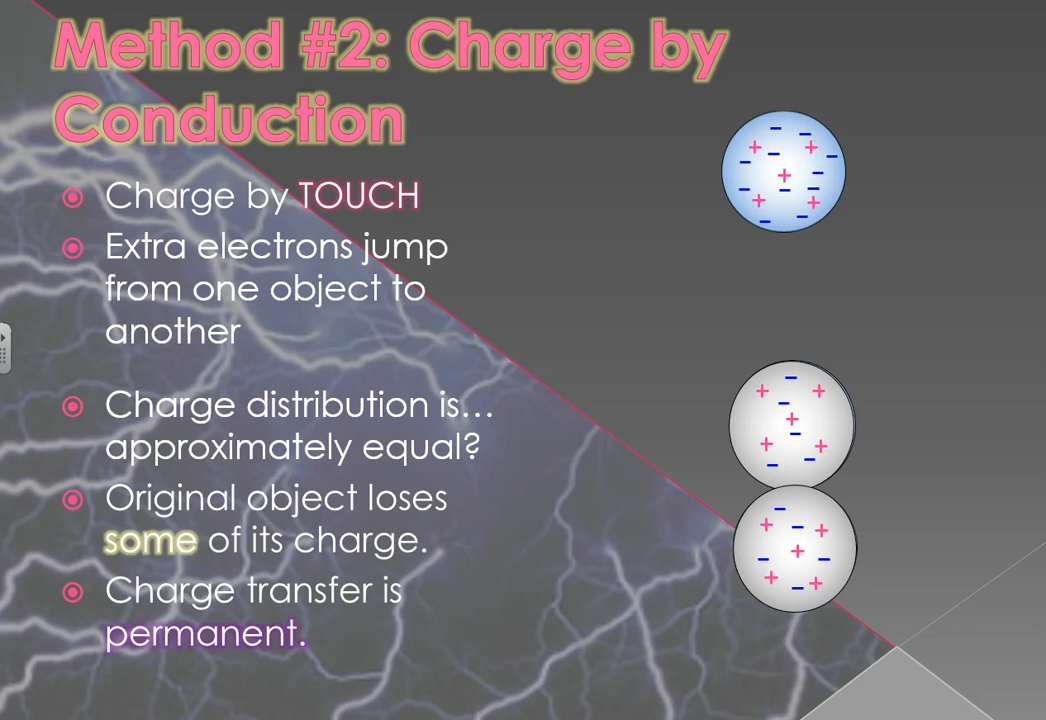 Method #2: Charge by
Conduction
Charge by TOUCH
Extra electrons jump
from one object to
another
Charge distribution is…
approximately equal?
Original object loses
some of its charge.
Charge transfer is
permanent.